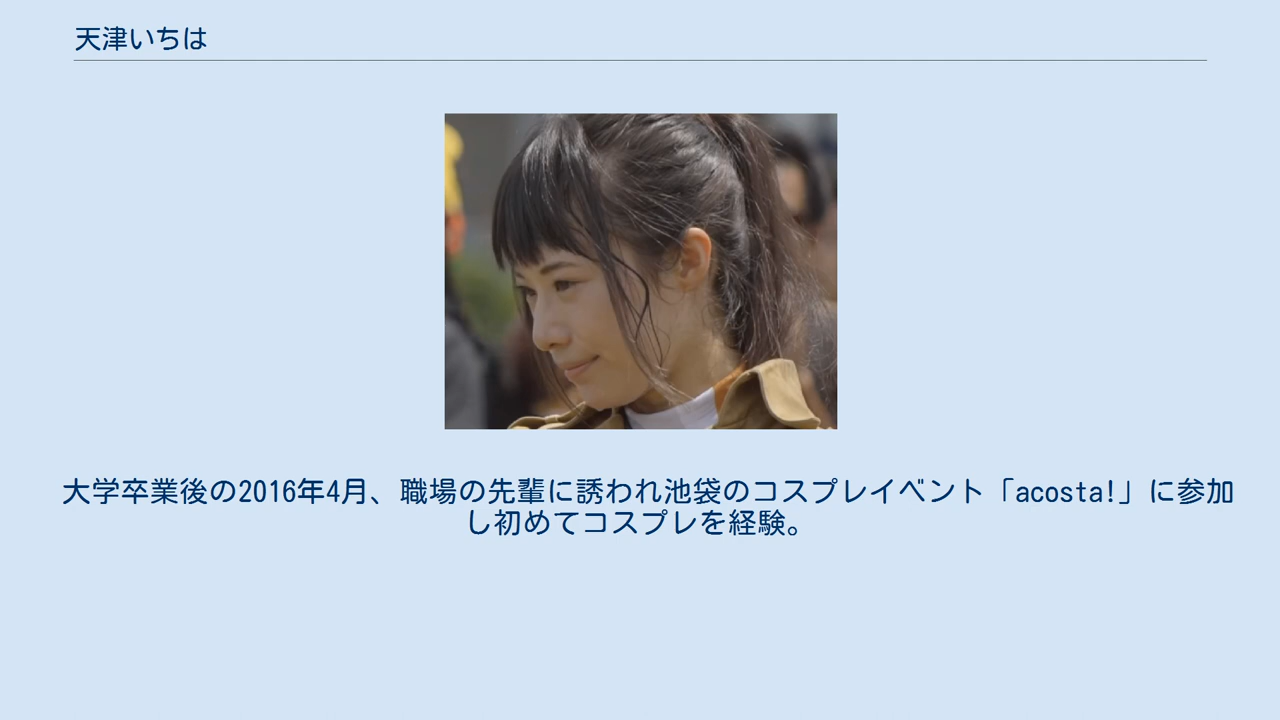 天津いちは
大学卒業後の2016年4月、職場の先輩に誘われ池袋のコスプレイベント「acosta!」に参加
し初めてコスプレを経験。